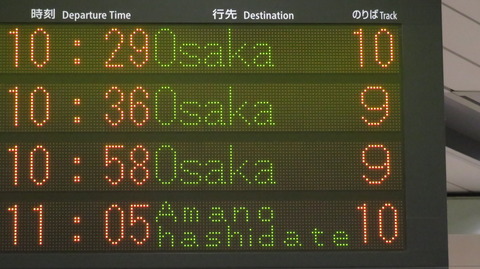 時刻 Departure Time 行先 Destination のりば Track
10:29 Osaka 10
10:36 Osaka 9
10:58 Osaka 9
11:05 Amano hashidate 10